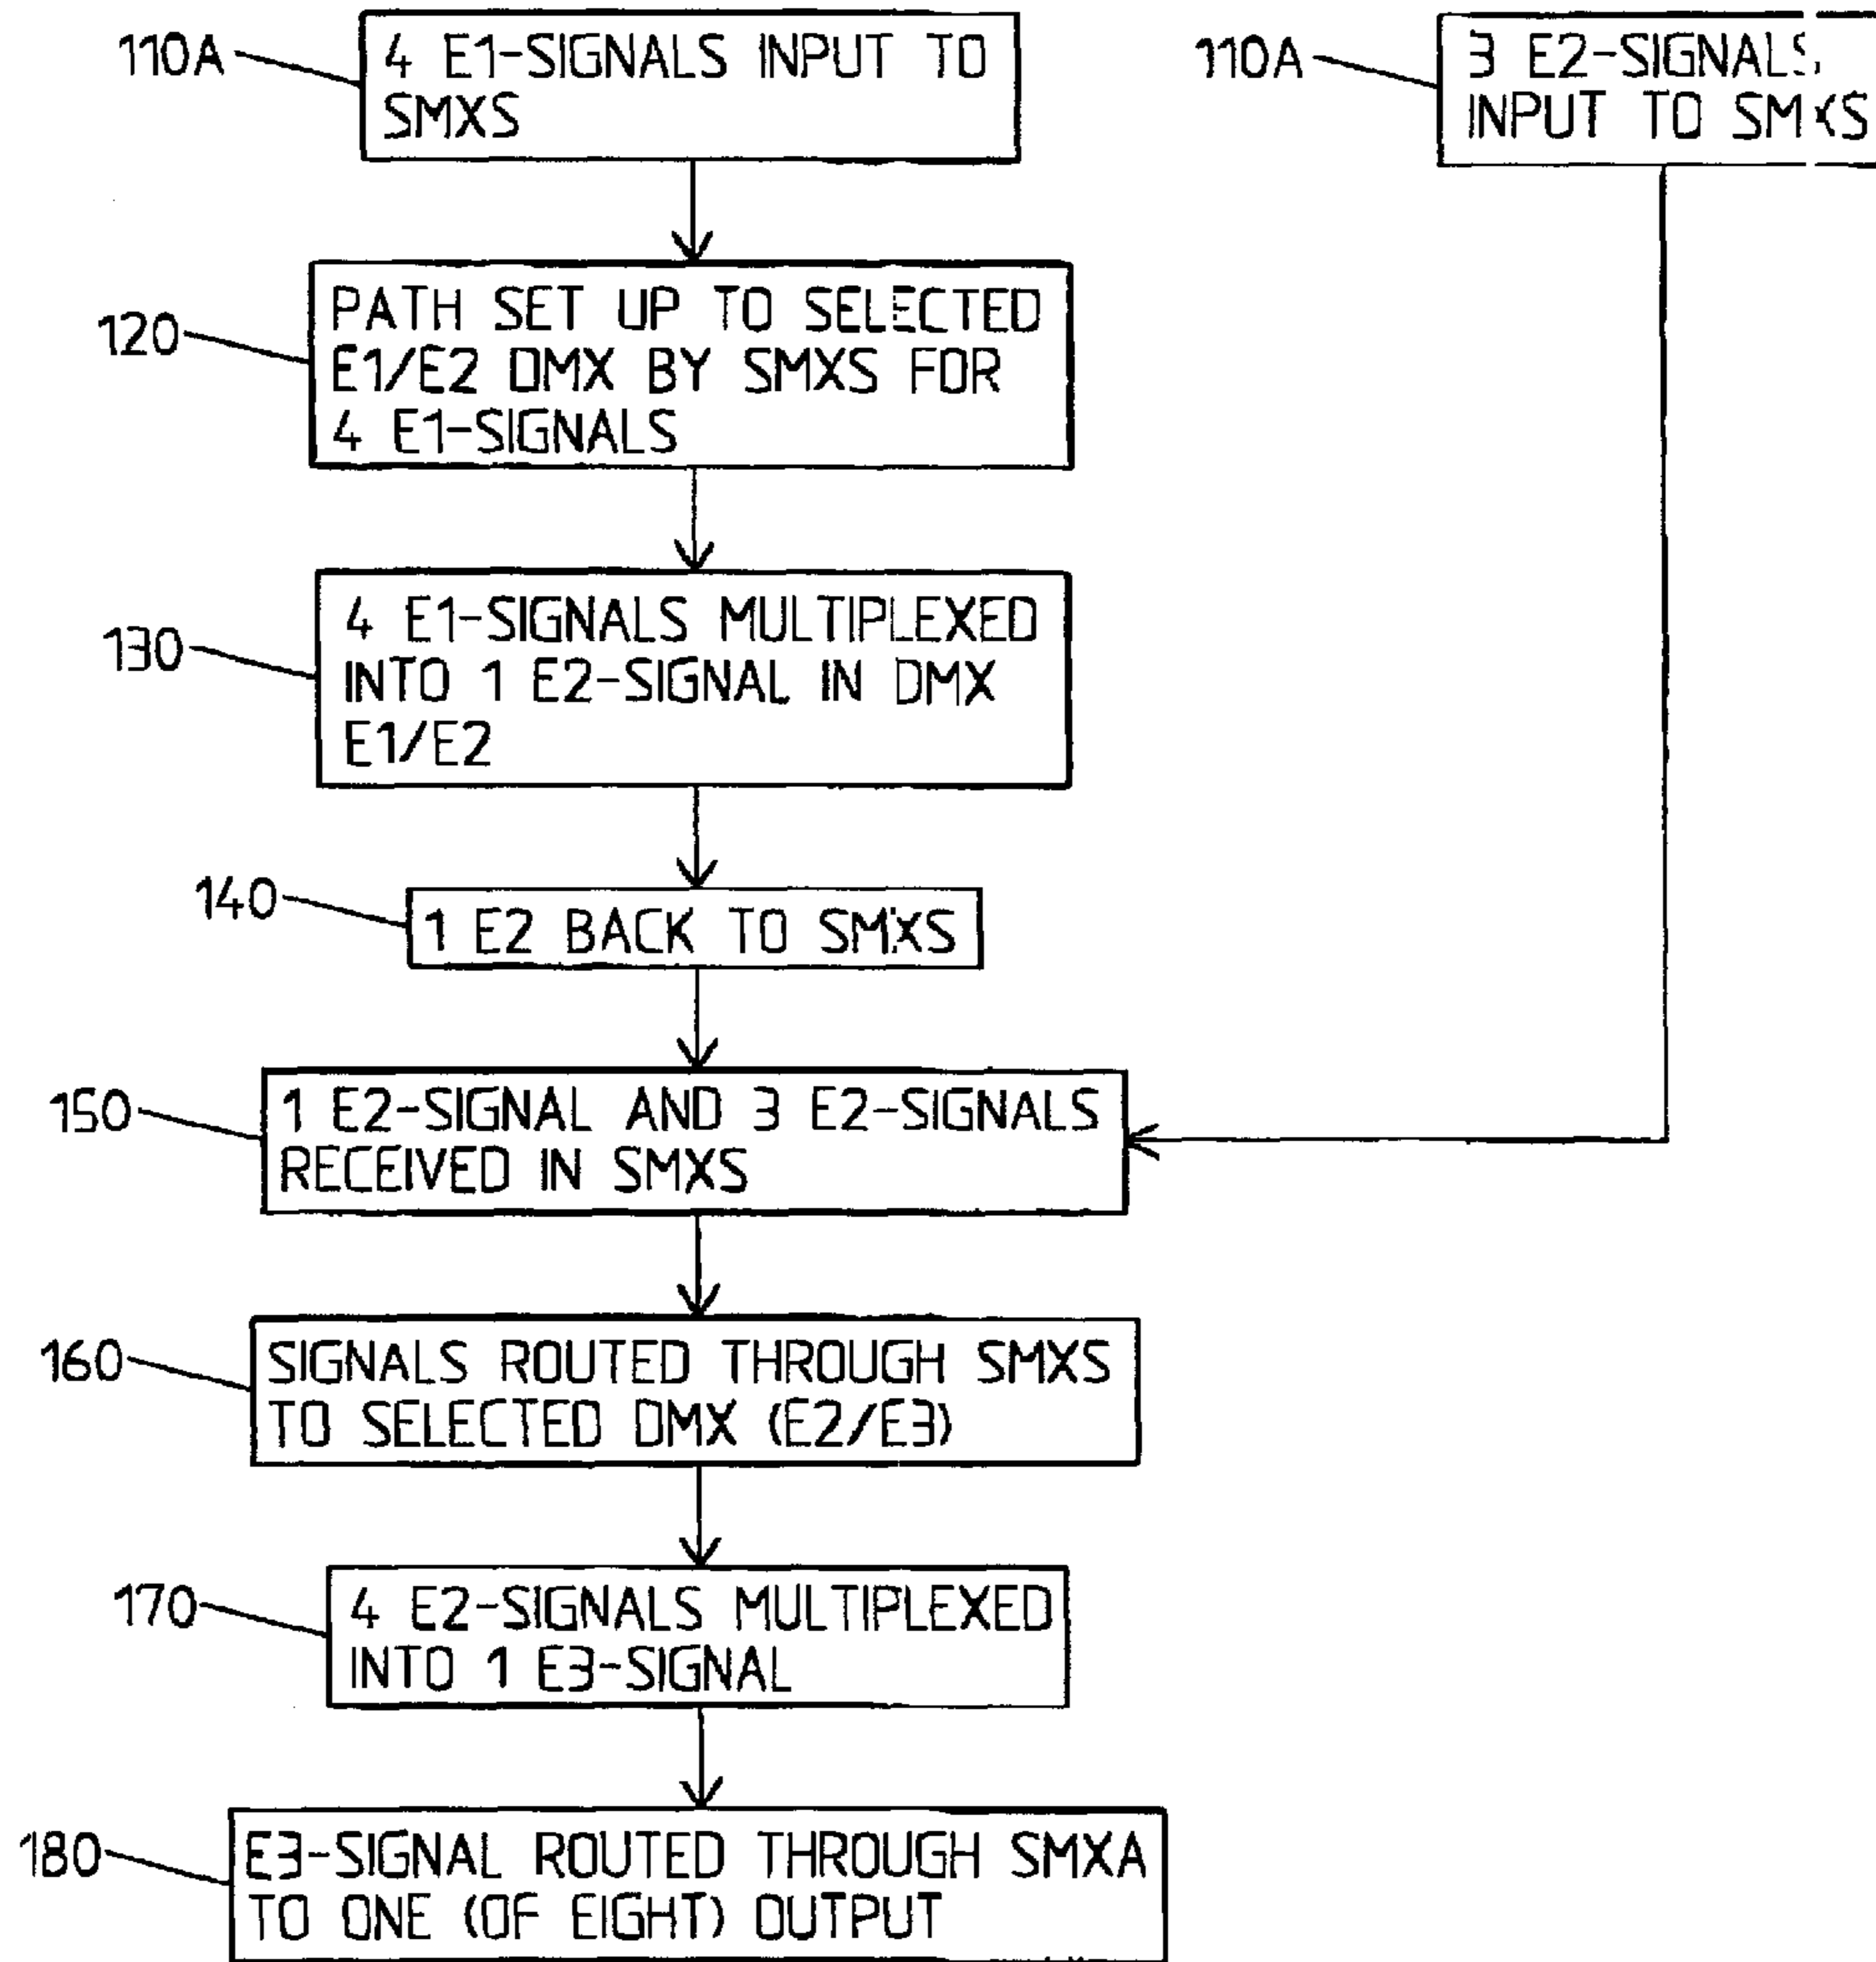 110A
4 E1-SIGNALS INPUT TO
SMXS
110A
3 E2-SIGNALS
INPUT TO SMXS
120
PATH SET UP TO SELECTED
E1/E2 DMX BY SMXS FOR
4 E1-SIGNALS
130
4 E1-SIGNALS MULTIPLEXED
INTO 1 E2-SIGNAL IN DMX
E1/E2
140
1 E2 BACK TO SMXS
150
1 E2-SIGNAL AND 3 E2-SIGNALS
RECEIVED IN SMXS
160
SIGNALS ROUTED THROUGH SMXS
TO SELECTED DMX (E2/E3)
170
4 E2-SIGNALS MULTIPLEXED
INTO 1 E3-SIGNAL
180
E3-SIGNAL ROUTED THROUGH SMXA
TO ONE (OF EIGHT) OUTPUT